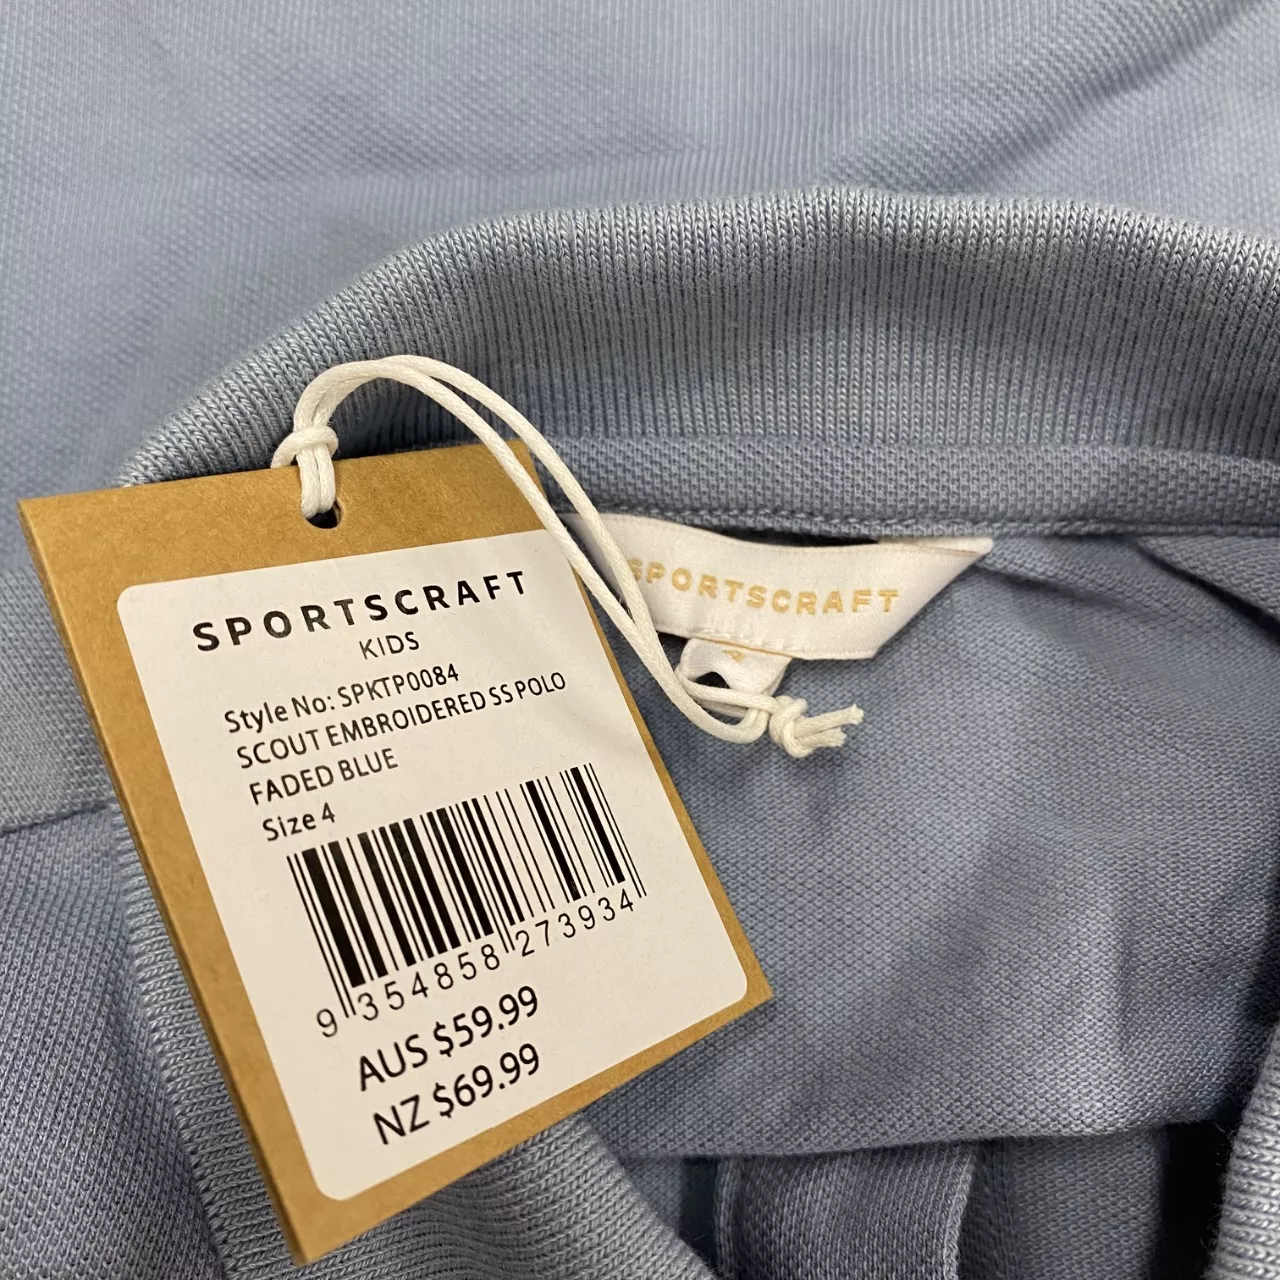 SPORTSCRAFT
KIDS
Style No: SPKTP0084
SCOUT EMBROIDERED SS POLO
FADED BLUE
Size 4
9 354858 273934
AUS $59.99
NZ $69.99
SPORTSCRAFT